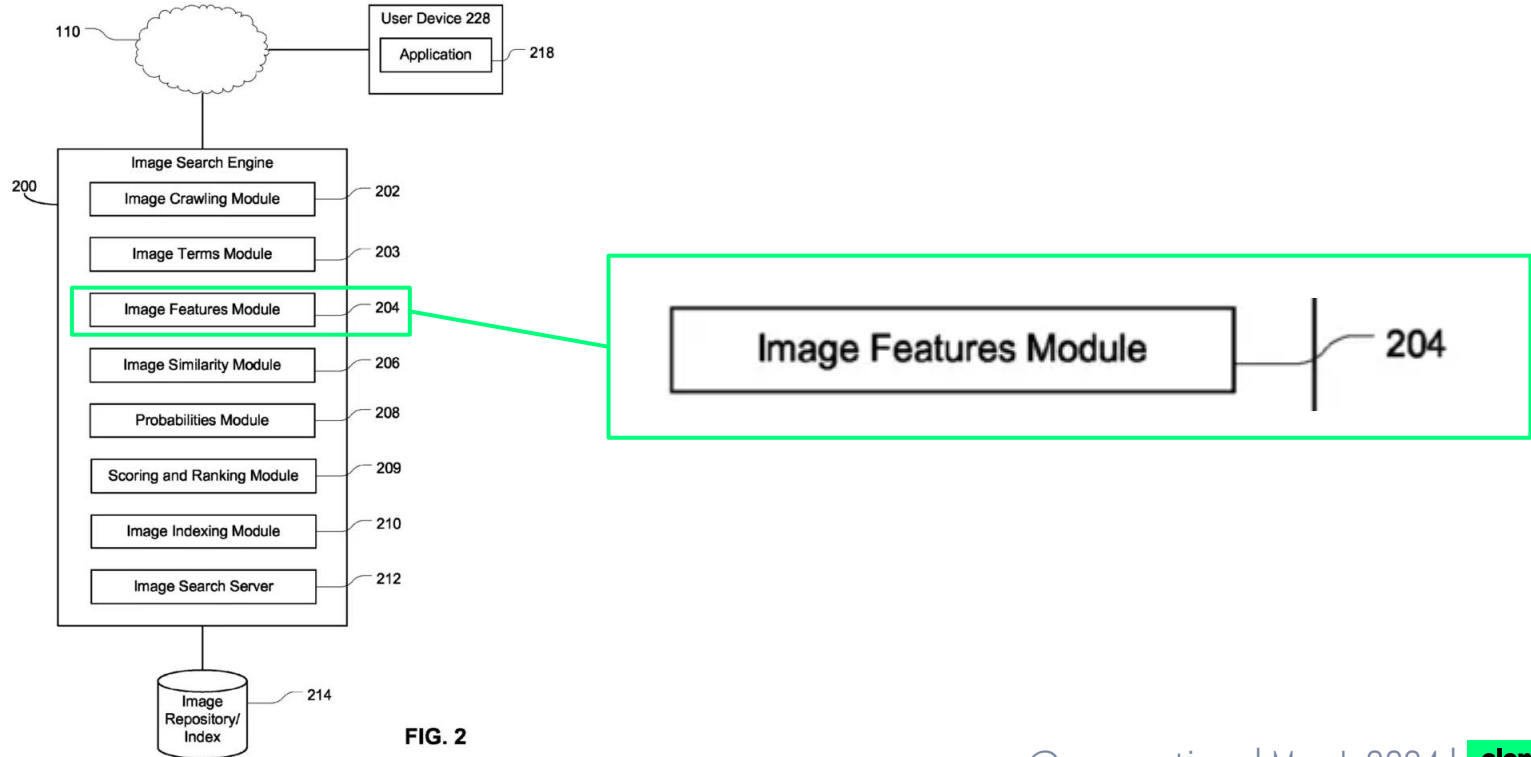 110
User Device 228
Application
218
Image Search Engine
200
Image Crawling Module
202
Image Terms Module
203
Image Features Module
204
Image Similarity Module
206
Probabilities Module
208
Scoring and Ranking Module
209
Image Indexing Module
210
Image Search Server
212
Image
Repository/
Index
214
FIG. 2
Image Features Module
204